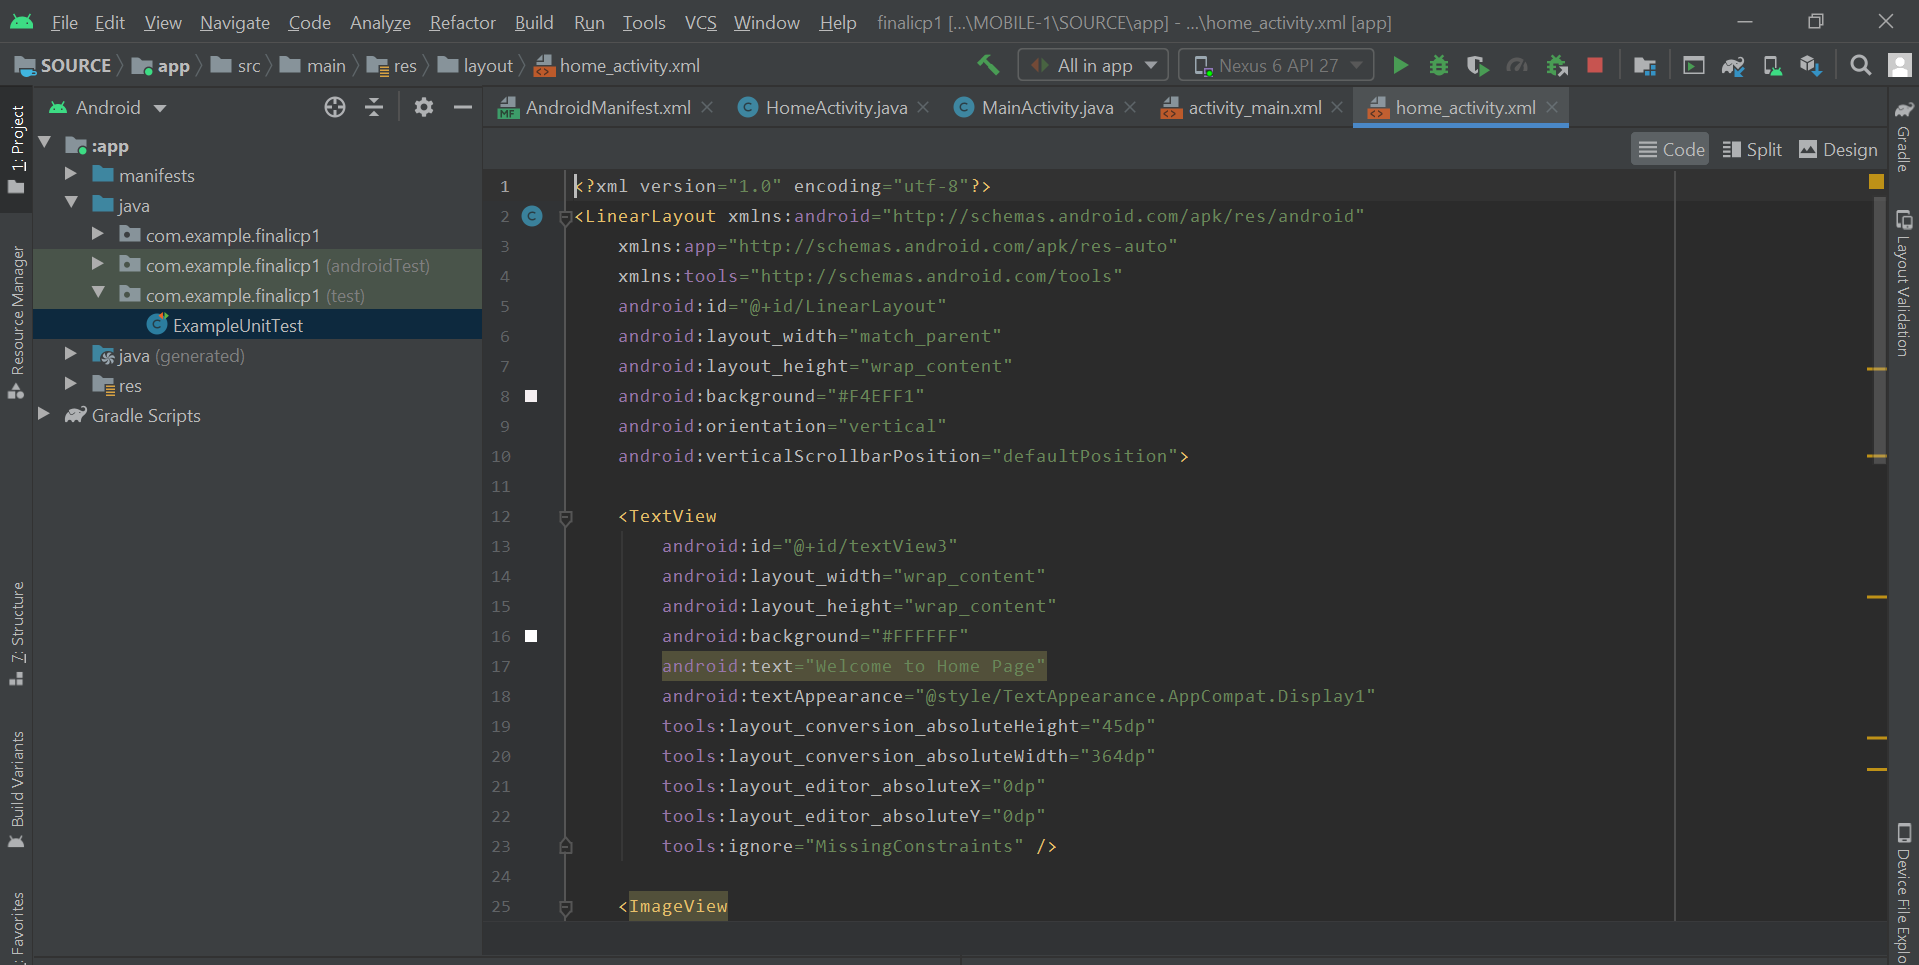 File Edit View Navigate Code Analyze Refactor Build Run Tools VCS Window Help finalicp1 [...\MOBILE-1\SOURCE\app] - ...\home_activity.xml [app]
SOURCE app src main res layout home_activity.xml All in app Nexus 6 API 27
Android
AndroidManifest.xml HomeActivity.java MainActivity.java activity_main.xml home_activity.xml
Code Split Design
1: Project
Resource Manager
7: Structure
Build Variants
: Favorites
:app
manifests
java
com.example.finalicp1
com.example.finalicp1 (androidTest)
com.example.finalicp1 (test)
ExampleUnitTest
java (generated)
res
Gradle Scripts
1 <?xml version="1.0" encoding="utf-8"?>
2 <LinearLayout xmlns:android="http://schemas.android.com/apk/res/android"
3 xmlns:app="http://schemas.android.com/apk/res-auto"
4 xmlns:tools="http://schemas.android.com/tools"
5 android:id="@+id/LinearLayout"
6 android:layout_width="match_parent"
7 android:layout_height="wrap_content"
8 android:background="#F4EFF1"
9 android:orientation="vertical"
10 android:verticalScrollbarPosition="defaultPosition">
11
12 <TextView
13 android:id="@+id/textView3"
14 android:layout_width="wrap_content"
15 android:layout_height="wrap_content"
16 android:background="#FFFFFF"
17 android:text="Welcome to Home Page"
18 android:textAppearance="@style/TextAppearance.AppCompat.Display1"
19 tools:layout_conversion_absoluteHeight="45dp"
20 tools:layout_conversion_absoluteWidth="364dp"
21 tools:layout_editor_absoluteX="0dp"
22 tools:layout_editor_absoluteY="0dp"
23 tools:ignore="MissingConstraints" />
24
25 <ImageView
Gradle
Layout Validation
Device File Explo